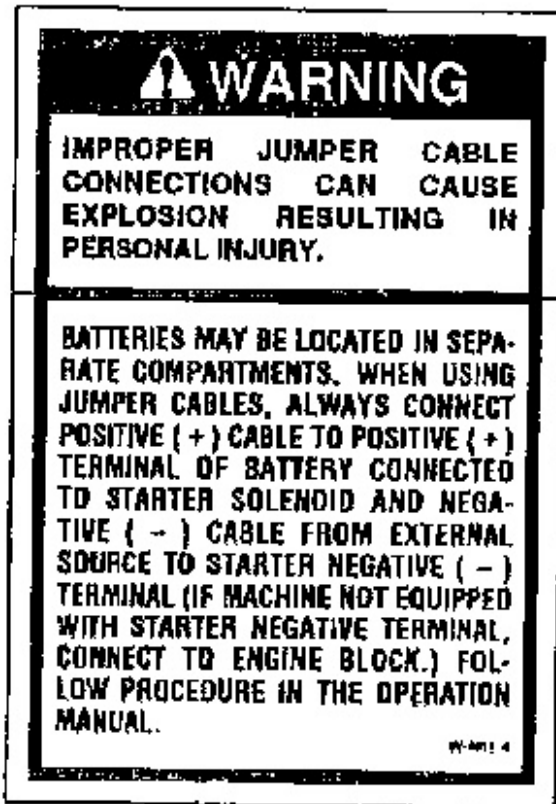 WARNING
IMPROPER JUMPER CABLE
CONNECTIONS CAN CAUSE
EXPLOSION RESULTING IN
PERSONAL INJURY.
BATTERIES MAY BE LOCATED IN SEPA-
RATE COMPARTMENTS. WHEN USING
JUMPER CABLES, ALWAYS CONNECT
POSITIVE (+) CABLE TO POSITIVE (+)
TERMINAL OF BATTERY CONNECTED
TO STARTER SOLENOID AND NEGA-
TIVE (-) CABLE FROM EXTERNAL
SOURCE TO STARTER NEGATIVE (-)
TERMINAL (IF MACHINE NOT EQUIPPED
WITH STARTER NEGATIVE TERMINAL,
CONNECT TO ENGINE BLOCK.) FOL-
LOW PROCEDURE IN THE OPERATION
MANUAL.